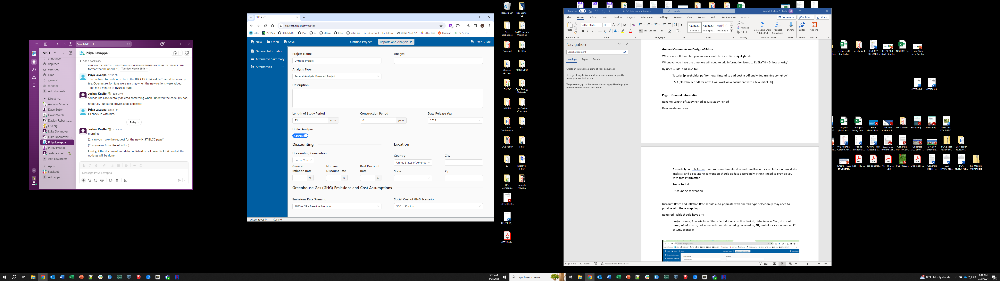 Search NIST-EL
NIST...
announce
deputies
eerc-dev
elmc
general
random
Add channels
Direct m...
Andrew Mundy, ...
Dave Butry
David Webb
Daylen Robertso...
Lisa Ng
Luke Donmoyer
Luke Donmoyer, ...
Priya Lavappa
Purav Parekh
Joshua Knei...
Add coworkers
Apps
Slackbot
Add apps
Priya Lavappa
Add a bookmark
address it in EERC! I just want to make sure Steve has what he needs in the
format that he needs it.
Tuesday, March 19th
Priya Lavappa 12:50 PM
The problem turned out to be in the BLCCDOEPricesFileCreatorDivisions.py
file. Opening region tags were missing when the new regions were added.
Took me a minute to figure it out!!
Joshua Kneifel 12:51 PM
sounds like i accidentally deleted something when i updated the code. my bad.
hopefully i updated Steve's code correctly.
Priya Lavappa 12:54 PM
I'll check in with him.
Today
Joshua Kneifel 9:09 AM
morning
(1) can you make the request for the new NIST BLCC page?
(2) any news from Steve? (edited)
I just got the document and data published. so all I need is EERC and all the
updates will be done.
Message Priya Lavappa
BLCC
blcctest.el.nist.gov/editor
EERC
PerfPlan
BIRDS NEST
PV2
E3
SITExp
BLCC
solar-dip
E3 Dev API
E3 Live
BIRDS NEST API
BLCC Test
Postman
PV^2 Dev
New
Open
Save
Untitled Project
Reports and Analysis
User Guide
General Information
Alternative Summary
Alternatives
Project Name
Analyst
Untitled Project
Analysis Type
Federal Analysis, Financed Project
Description
Length of Study Period
Construction Period
Data Release Year
25 years
0 years
2023
Dollar Analysis
Constant
Discounting
Location
Discounting Convention
Country
City
End of Year
United States of America
General
Inflation Rate
Nominal
Discount Rate
Real Discount
Rate
State
Zip
%
%
%
Greenhouse Gas (GHG) Emissions and Cost Assumptions
Emissions Rate Scenario
Social Cost of GHG Scenario
2023 – EIA - Baseline Scenario
SCC = $0 / ton
Alternatives 0
Costs 0
Recycle Bin
Dec Sci for CE
AEO Webpages
ASTM Decarb Workshop
Personal
BLCC 6
General Archive
BIRDS NEST
FLCAC
Oper Energy Datasets
NWIRP
Low Carbon Concrete
LCA of Conferences
SCC
DOE FEMP
Solar
E3
Expl Proj Solar
EPD Compari...
Gonzalo Previo...
NIST.HB.13...
AE_GSIHP_...
NIST.IR.85-...
AutoSave On
BLCC Edits.docx • Saved
Search
Kneifel, Joshua D. (Fed)
File
Home
Editor
Insert
Design
Layout
References
Mailings
Review
View
Zotero
Help
EndNote X9
Acrobat
Comments
Editing
Share
Paste
Calibri (Body)
11
AaBbCcDc
AaBbCcDc
AaBbCc
Normal
No Spac...
Heading 1
Find
Replace
Select
Create and Share Adobe PDF
Request Signatures
Dictate
Editor
Add-ins
Clipboard
Font
Paragraph
Styles
Editing
Adobe Acrobat
Voice
Editor
Add-ins
Navigation
Search document
Headings
Pages
Results
Create an interactive outline of your document.
It's a great way to keep track of where you are or quickly
move your content around.
To get started, go to the Home tab and apply Heading styles
to the headings in your document.
General Comments on Design of Editor
Whichever left hand tab you are on should be identified/highlighted.
Whenever you have the time, we will need to add information icons to EVERYTHING [low priority]
By User Guide, add links to:
Tutorial [placeholder pdf for now; I intend to add both a pdf and video training somehow]
FAQ [placeholder pdf for now; I will work on a document with a few initial Qs]
Page – General Information
Rename Length of Study Period as just Study Period
Remove defaults for:
Analysis Type [this forces them to make the selection and the discount rates, inflation rate, dollar
analysis, and discounting convention should update accordingly. I think I need to provide you
with that information]
Study Period
Discounting convention
Discount Rates and Inflation Rate should auto-populate with analysis type selection. [I may need to
provide with these mappings]
Required Fields should have a *:
Project Name, Analysis Type, Study Period, Construction Period, Data Release Year, discount
rates, inflation rate, dollar analysis, and discounting convention, ZIP, emissions rate scenario, SC
of GHG Scenario
Page 1 of 3
327 words
Accessibility: Investigate
Focus
111%
ex for matt koch.xlsx
Circular A-4
ENERGY EXCHANGE...
EEx24-Slide Deck-Kneif...
NISTIR85-3...
EEx24-Slide Deck-Kneif...
NISTIR85-3...
NISTIR85-3...
recycled plastic ma...
nat gass henry hub ...
Ellen MacArthur ...
US Gov webinar F...
MBA and IoT
Recycling-...
Recycling-...
NIST AMS XXX 3-19-2...
WG Agenda - Carbon Acc...
Feb 15 attendees...
CAWG - Feb Meeting S...
2022.12.22 Interim Det...
Concrete - GSA IRA Lo...
Concrete CO2 Limit ...
EPA Low Embodie...
LCA paper review co...
LCA paper review c...
Kneifel - LCA of Concret...
NSF-1112-...
pcr_concret...
NSF-1112-... (1).pdf
PUB100323...
One-Click-...
Concrete paper -...
LCA review_rep...
LCA review_rep...
Re_ Update Meeting.zip
9:12 AM
3/21/2024
Type here to search
80°F Mostly cloudy
9:12 AM
3/21/2024